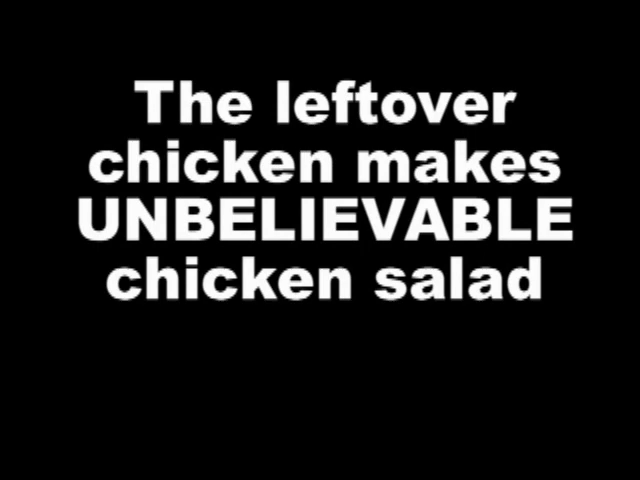 The leftover
chicken makes
UNBELIEVABLE
chicken salad